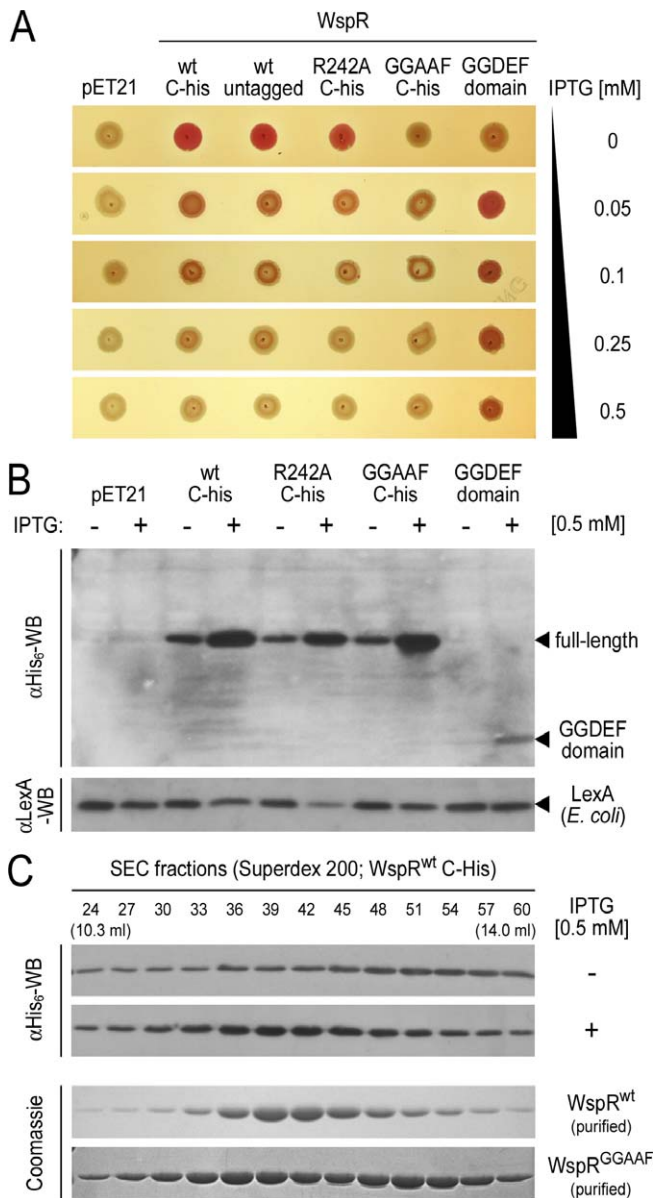 A
WspR
pET21
wt
C-his
wt
untagged
R242A
C-his
GGAAF
C-his
GGDEF
domain
IPTG [mM]
0
0.05
0.1
0.25
0.5
B
pET21
wt
C-his
R242A
C-his
GGAAF
C-his
GGDEF
domain
IPTG: - + - + - + - + - + [0.5 mM]
αHis₆-WB
full-length
GGDEF
domain
αLexA
-WB
LexA
(E. coli)
C
SEC fractions (Superdex 200; WspRʷᵗ C-His)
24 27 30 33 36 39 42 45 48 51 54 57 60
(10.3 ml) (14.0 ml)
IPTG
[0.5 mM]
αHis₆-WB
-
+
Coomassie
WspRʷᵗ
(purified)
WspRGGAAF
(purified)